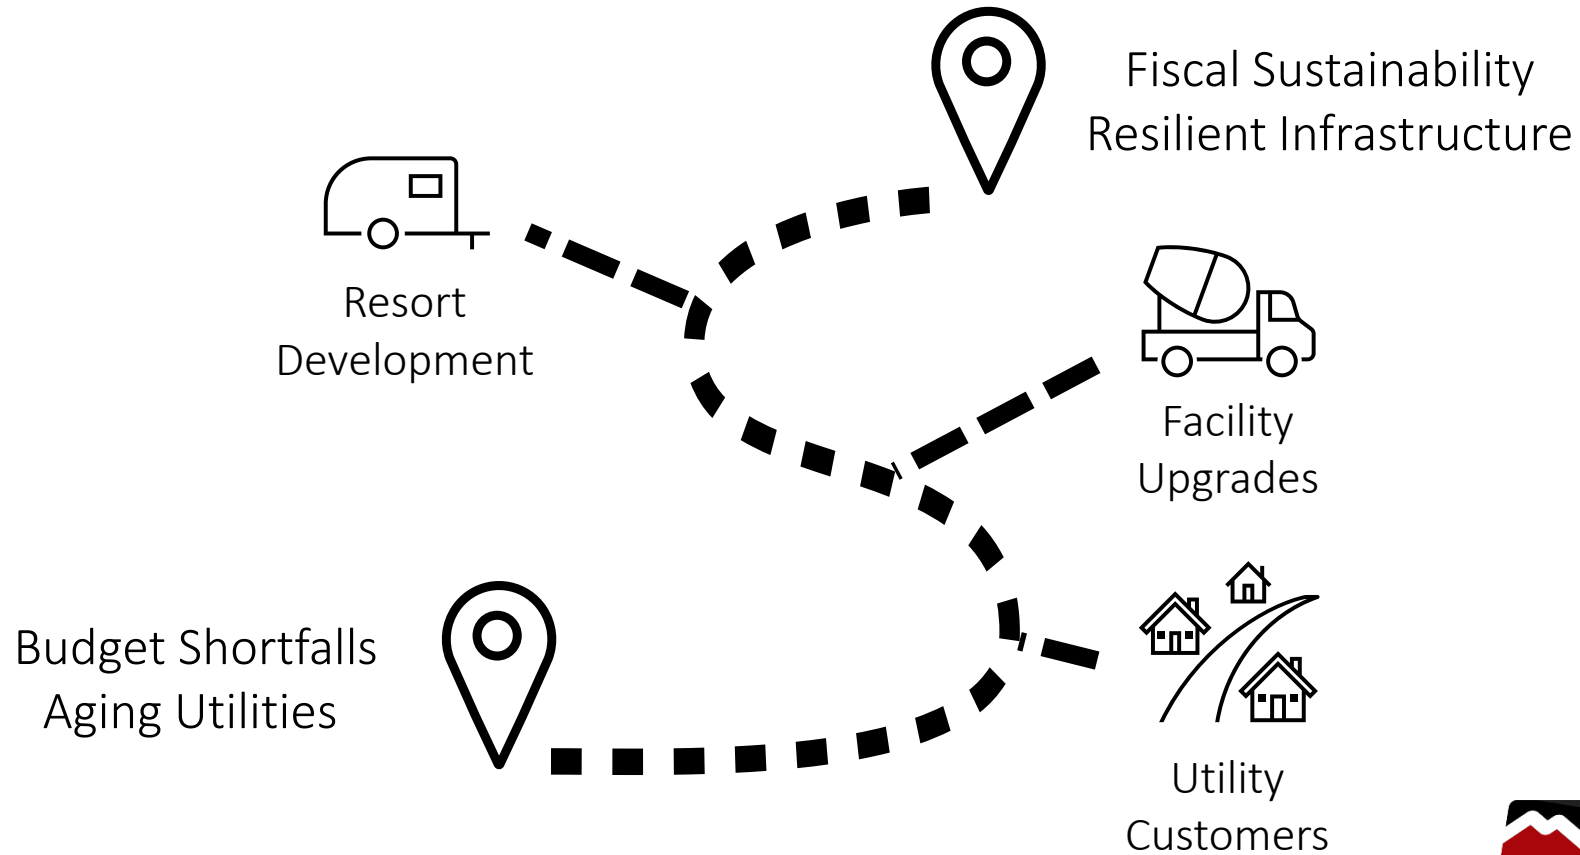 Fiscal Sustainability
Resilient Infrastructure
Resort
Development
Facility
Upgrades
Budget Shortfalls
Aging Utilities
Utility
Customers